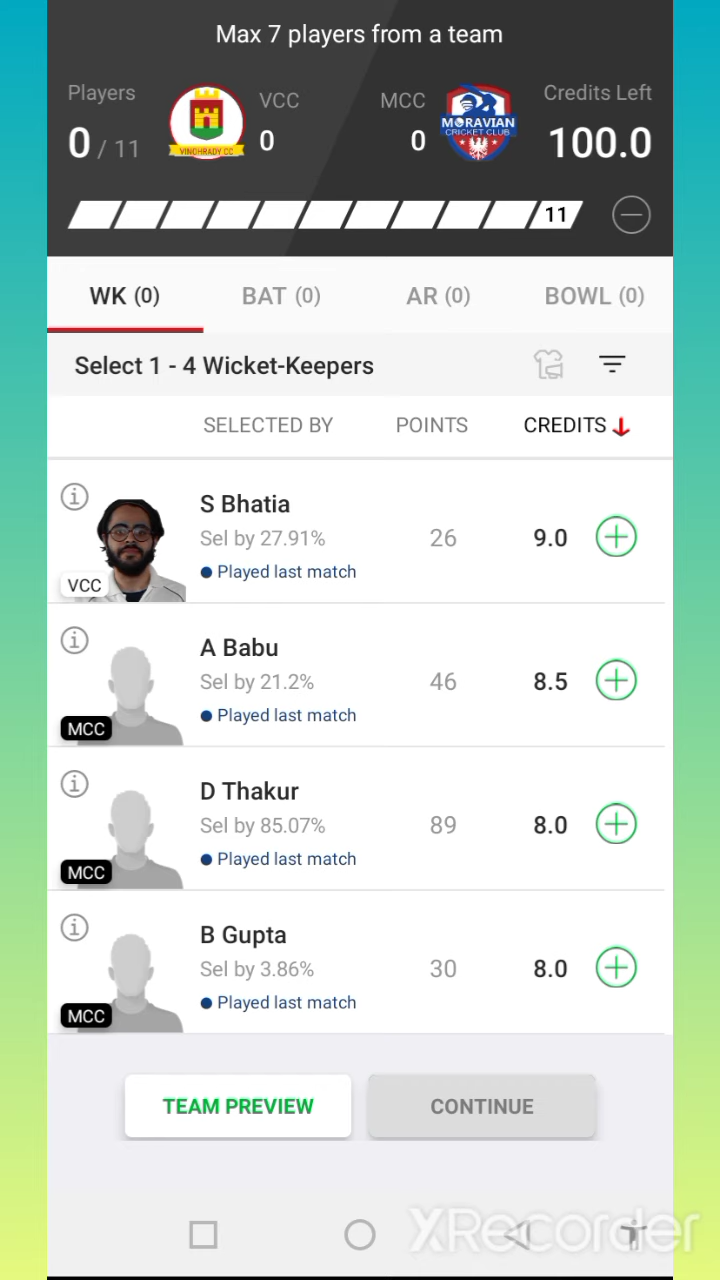 Max 7 players from a team
Players
VCC
MCC
Credits Left
0 / 11
VINOHRADY CC
0
0
MORAVIAN
CRICKET CLUB
100.0
11
WK (0)
BAT (0)
AR (0)
BOWL (0)
Select 1 - 4 Wicket-Keepers
SELECTED BY
POINTS
CREDITS
S Bhatia
Sel by 27.91%
26
9.0
Played last match
VCC
A Babu
Sel by 21.2%
46
8.5
Played last match
MCC
D Thakur
Sel by 85.07%
89
8.0
Played last match
MCC
B Gupta
Sel by 3.86%
30
8.0
Played last match
MCC
TEAM PREVIEW
CONTINUE
XRecorder